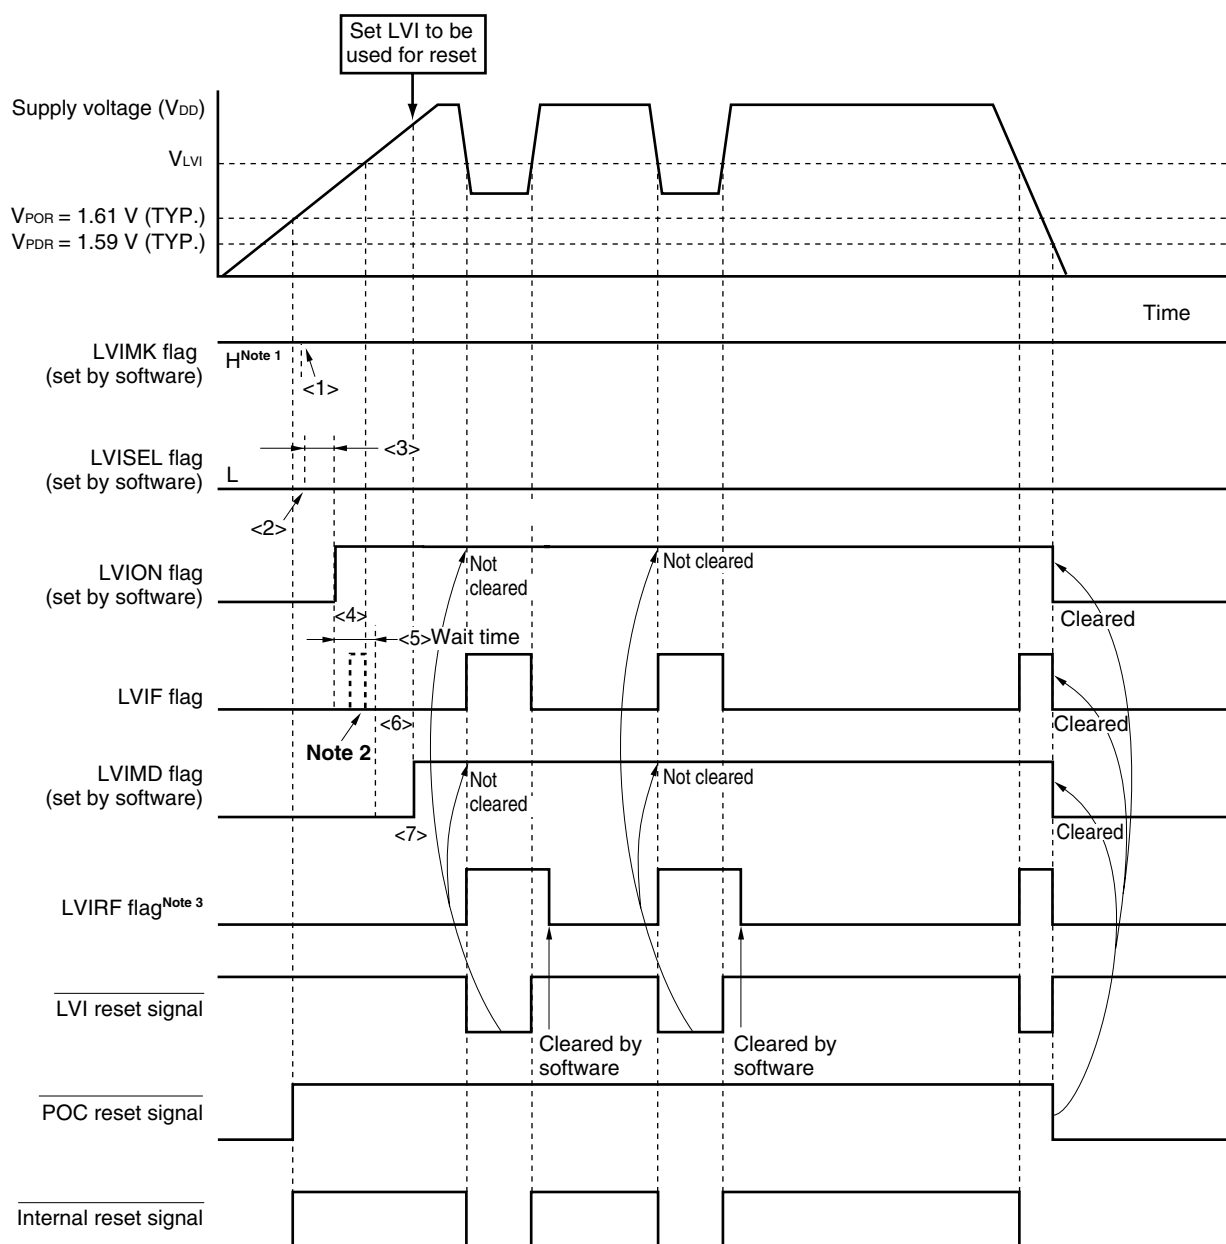 Set LVI to be
used for reset
Supply voltage (VDD)
VLVI
VPOR = 1.61 V (TYP.)
VPDR = 1.59 V (TYP.)
Time
LVIMK flag
(set by software)
H Note 1
<1>
LVISEL flag
(set by software)
L
<3>
<2>
LVION flag
(set by software)
Not
cleared
Not cleared
Cleared
<4>
<5> Wait time
LVIF flag
Note 2
<6>
Cleared
LVIMD flag
(set by software)
Not
cleared
Not cleared
<7>
Cleared
LVIRF flag Note 3
LVI reset signal
Cleared by
software
Cleared by
software
POC reset signal
Internal reset signal